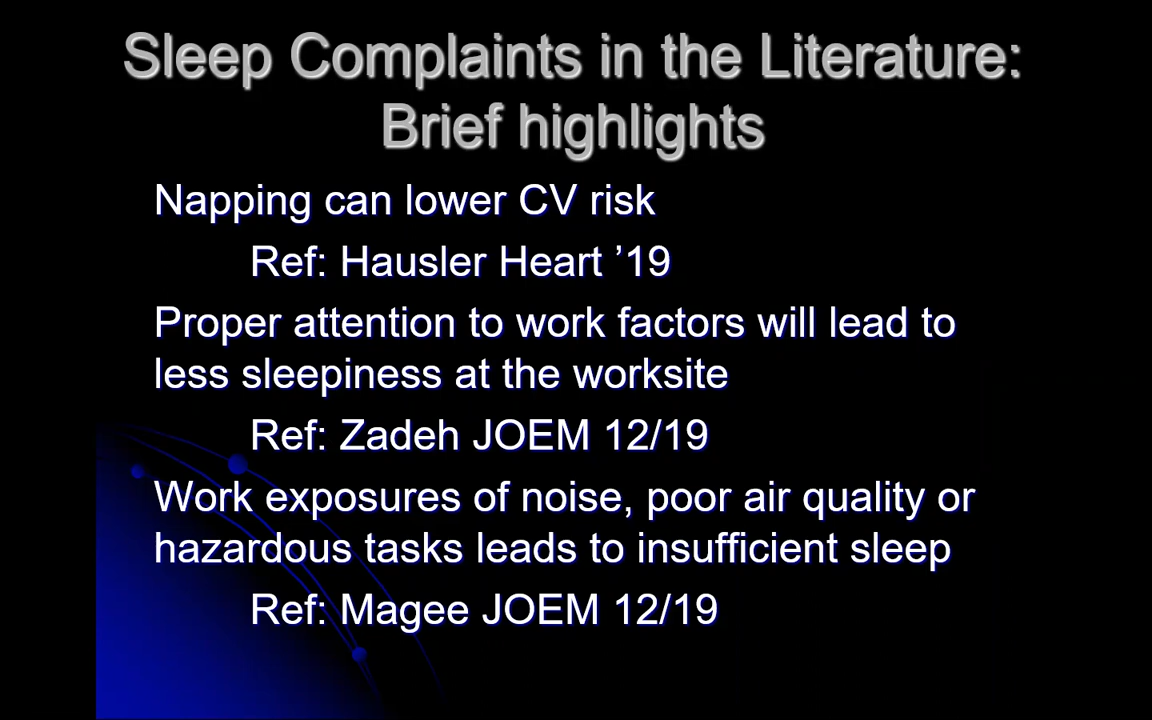 Sleep Complaints in the Literature:
Brief highlights
Napping can lower CV risk
Ref: Hausler Heart ’19
Proper attention to work factors will lead to
less sleepiness at the worksite
Ref: Zadeh JOEM 12/19
Work exposures of noise, poor air quality or
hazardous tasks leads to insufficient sleep
Ref: Magee JOEM 12/19